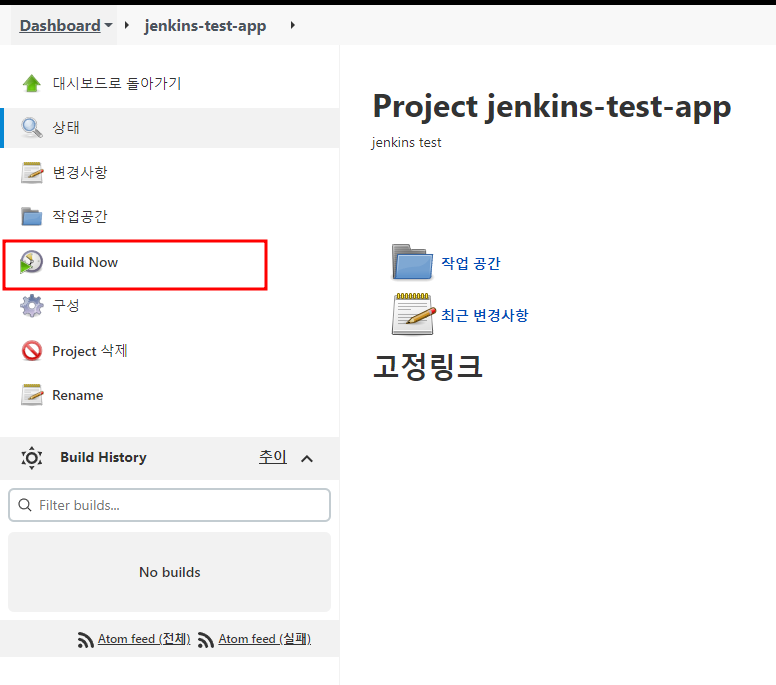 Dashboard jenkins-test-app
대시보드로 돌아가기
상태
변경사항
작업공간
Build Now
구성
Project 삭제
Rename
Build History 추이
Filter builds...
No builds
Atom feed (전체) Atom feed (실패)
Project jenkins-test-app
jenkins test
작업 공간
최근 변경사항
고정링크